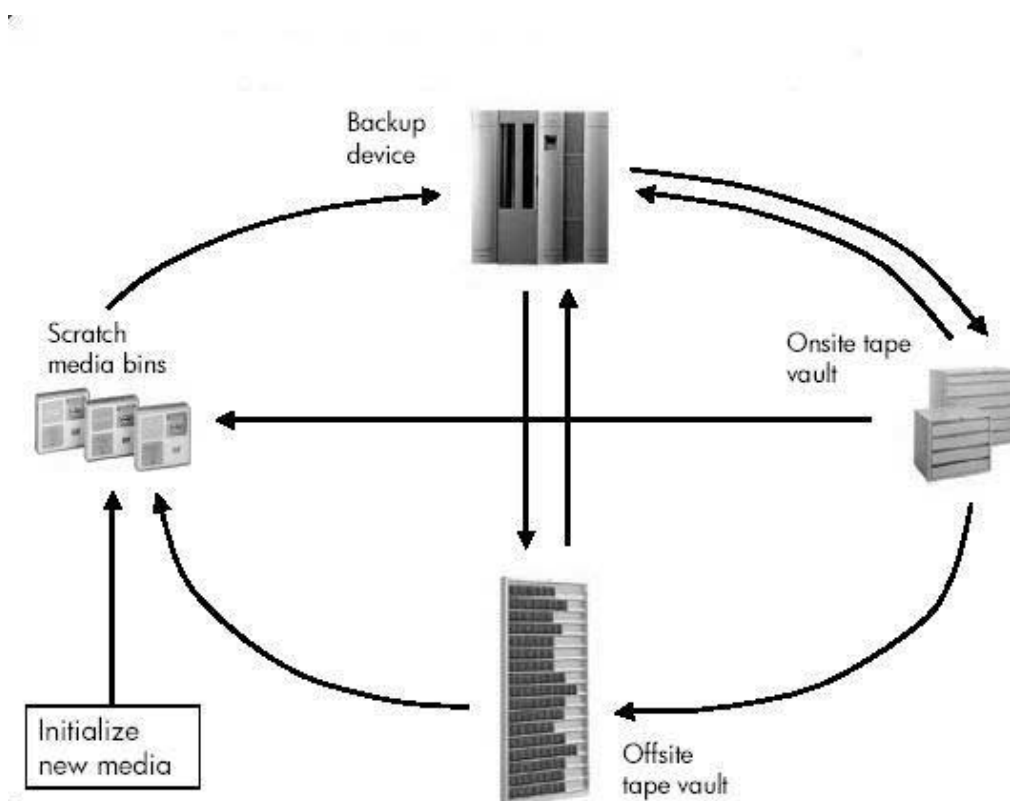 Backup
device
Scratch
media bins
Onsite tape
vault
Initialize
new media
Offsite
tape vault